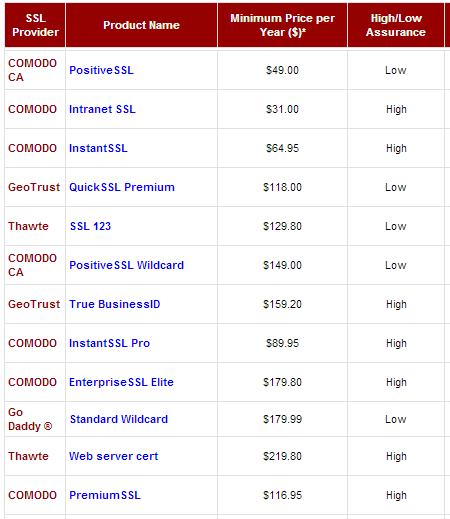 SSL Provider Product Name Minimum Price per Year ($)* High/Low Assurance
COMODO CA PositiveSSL $49.00 Low
COMODO Intranet SSL $31.00 High
COMODO InstantSSL $64.95 High
GeoTrust QuickSSL Premium $118.00 Low
Thawte SSL 123 $129.80 Low
COMODO CA PositiveSSL Wildcard $149.00 Low
GeoTrust True BusinessID $159.20 High
COMODO InstantSSL Pro $89.95 High
COMODO EnterpriseSSL Elite $179.80 High
Go Daddy ® Standard Wildcard $179.99 Low
Thawte Web server cert $219.80 High
COMODO PremiumSSL $116.95 High